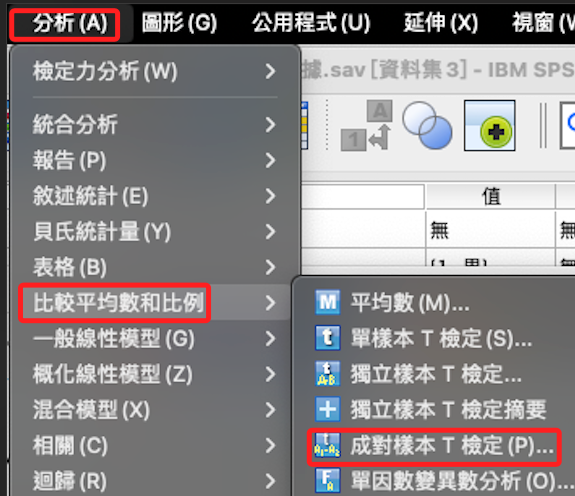 分析(A) 圖形(G) 公用程式(U) 延伸(X) 視窗(W
據.sav [資料集3] - IBM SPS
檢定力分析(W)
統合分析
報告(P)
敘述統計(E)
貝氏統計量(Y)
表格(B)
比較平均數和比例
一般線性模型(G)
概化線性模型(Z)
混合模型(X)
相關(C)
迴歸(R)
A
1
值
無
無
M 平均數(M)...
t 單樣本 T 檢定(S)...
t A-B 獨立樣本 T 檢定...
獨立樣本 T 檢定摘要
t A₁-A₂ 成對樣本 T 檢定(P)...
F A 單因數變異數分析(O)...